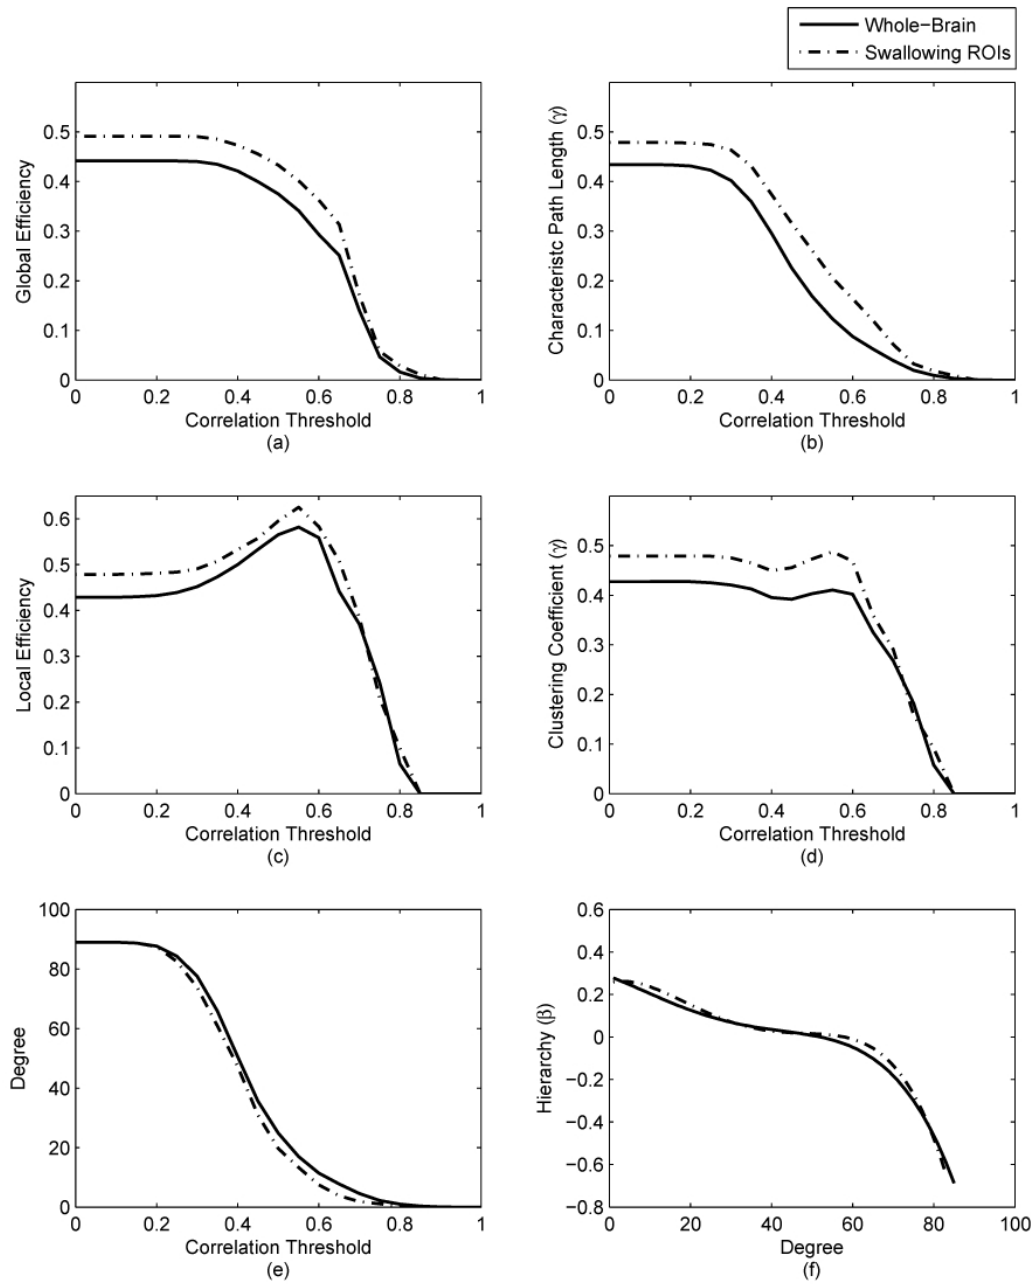 Whole−Brain
Swallowing ROIs
Global Efficiency
0.5
0.4
0.3
0.2
0.1
0
0 0.2 0.4 0.6 0.8 1
Correlation Threshold
(a)
Characteristc Path Length (γ)
0.5
0.4
0.3
0.2
0.1
0
0 0.2 0.4 0.6 0.8 1
Correlation Threshold
(b)
Local Efficiency
0.6
0.5
0.4
0.3
0.2
0.1
0
0 0.2 0.4 0.6 0.8 1
Correlation Threshold
(c)
Clustering Coefficient (γ)
0.5
0.4
0.3
0.2
0.1
0
0 0.2 0.4 0.6 0.8 1
Correlation Threshold
(d)
Degree
100
80
60
40
20
0
0 0.2 0.4 0.6 0.8 1
Correlation Threshold
(e)
Hierarchy (β)
0.6
0.4
0.2
0
−0.2
−0.4
−0.6
−0.8
0 20 40 60 80 100
Degree
(f)